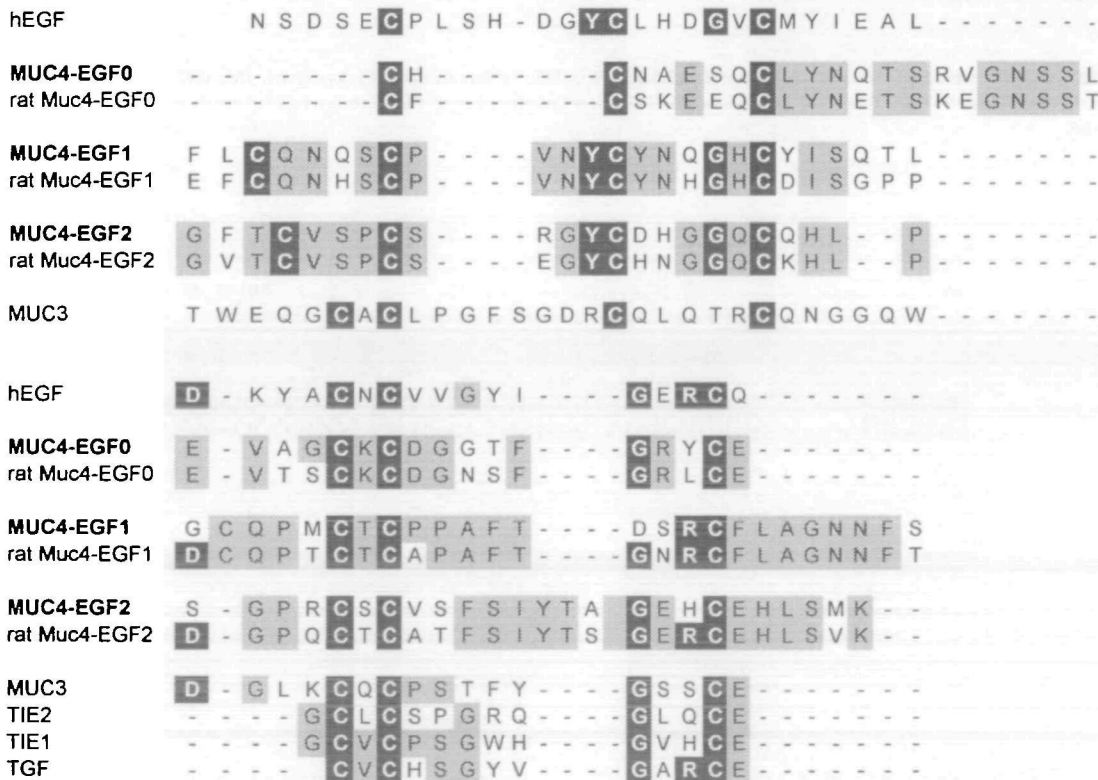 hEGF N S D S E C P L S H - D G Y C L H D G V C M Y I E A L - - - - - - -
MUC4-EGF0 - - - - - - - C H - - - - - - - C N A E S Q C L Y N Q T S R V G N S S L
rat Muc4-EGF0 - - - - - - - C F - - - - - - - C S K E E Q C L Y N E T S K E G N S S T
MUC4-EGF1 F L C Q N Q S C P - - - - V N Y C Y N Q G H C Y I S Q T L - - - - - - -
rat Muc4-EGF1 E F C Q N H S C P - - - - V N Y C Y N H G H C D I S G P P - - - - - - -
MUC4-EGF2 G F T C V S P C S - - - - R G Y C D H G G Q C Q H L - - P - - - - - - -
rat Muc4-EGF2 G V T C V S P C S - - - - E G Y C H N G G Q C K H L - - P - - - - - - -
MUC3 T W E Q G C A C L P G F S G D R C Q L Q T R C Q N G G Q W - - - - - - -
hEGF D - K Y A C N C V V G Y I - - - - G E R C Q - - - - - - -
MUC4-EGF0 E - V A G C K C D G G T F - - - - G R Y C E - - - - - - -
rat Muc4-EGF0 E - V T S C K C D G N S F - - - - G R L C E - - - - - - -
MUC4-EGF1 G C Q P M C T C P P A F T - - - - D S R C F L A G N N F S
rat Muc4-EGF1 D C Q P T C T C A P A F T - - - - G N R C F L A G N N F T
MUC4-EGF2 S - G P R C S C V S F S I Y T A G E H C E H L S M K - -
rat Muc4-EGF2 D - G P Q C T C A T F S I Y T S G E R C E H L S V K - -
MUC3 D - G L K C Q C P S T F Y - - - - G S S C E - - - - - - -
TIE2 - - - - G C L C S P G R Q - - - - G L Q C E - - - - - - -
TIE1 - - - - G C V C P S G W H - - - - G V H C E - - - - - - -
TGF - - - - - C V C H S G Y V - - - - G A R C E - - - - - - -